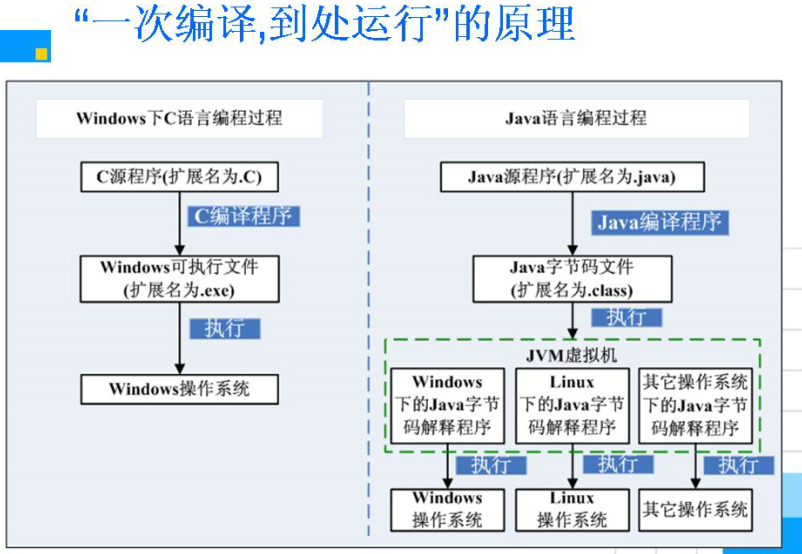 “一次编译,到处运行”的原理
Windows下C语言编程过程
C源程序(扩展名为.C)
C编译程序
Windows可执行文件
(扩展名为.exe)
执行
Windows操作系统
Java语言编程过程
Java源程序(扩展名为.java)
Java编译程序
Java字节码文件
(扩展名为.class)
执行
JVM虚拟机
Windows
下的Java字节
码解释程序
Linux
下的Java字节
码解释程序
其它操作系统
下的Java字节
码解释程序
执行
执行
执行
Windows
操作系统
Linux
操作系统
其它操作系统